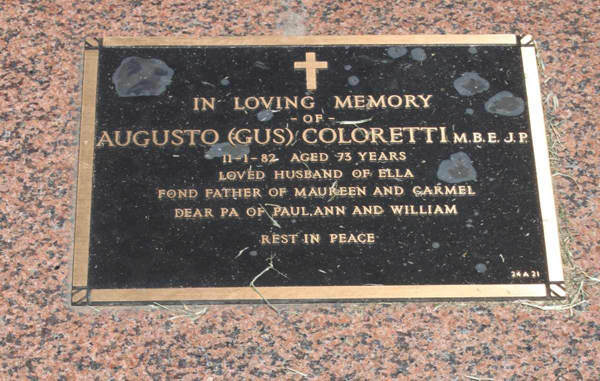 IN LOVING MEMORY
- OF -
AUGUSTO (GUS) COLORETTI M.B.E. J.P.
11-1-82 AGED 73 YEARS
LOVED HUSBAND OF ELLA
FOND FATHER OF MAUREEN AND CARMEL
DEAR PA OF PAUL, ANN AND WILLIAM
REST IN PEACE
24 A 21